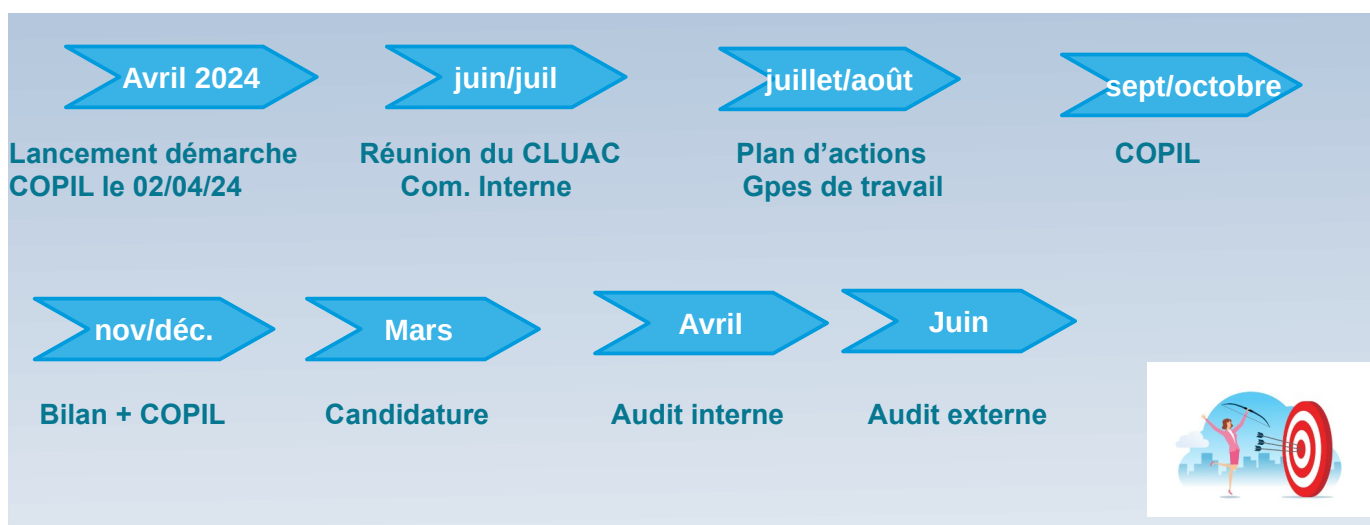 Avril 2024
juin/juil
juillet/août
sept/octobre
Lancement démarche
COPIL le 02/04/24
Réunion du CLUAC
Com. Interne
Plan d’actions
Gpes de travail
COPIL
nov/déc.
Mars
Avril
Juin
Bilan + COPIL
Candidature
Audit interne
Audit externe